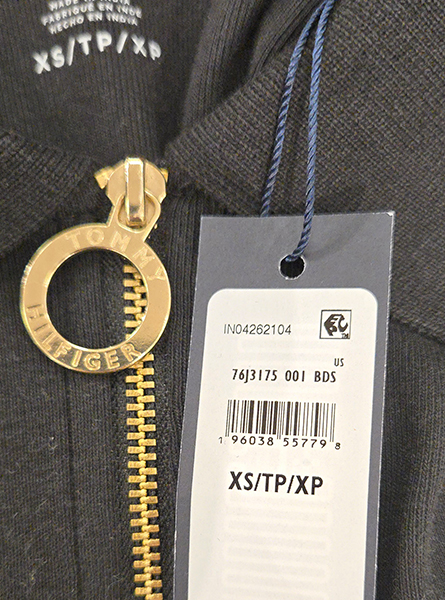 MADE IN INDIA
FABRIQUÉ EN INDE
HECHO EN INDIA
XS/TP/XP
TOMMY
HILFIGER
IN04262104
US
76J3175 001 BDS
1 96038 55779 8
XS/TP/XP